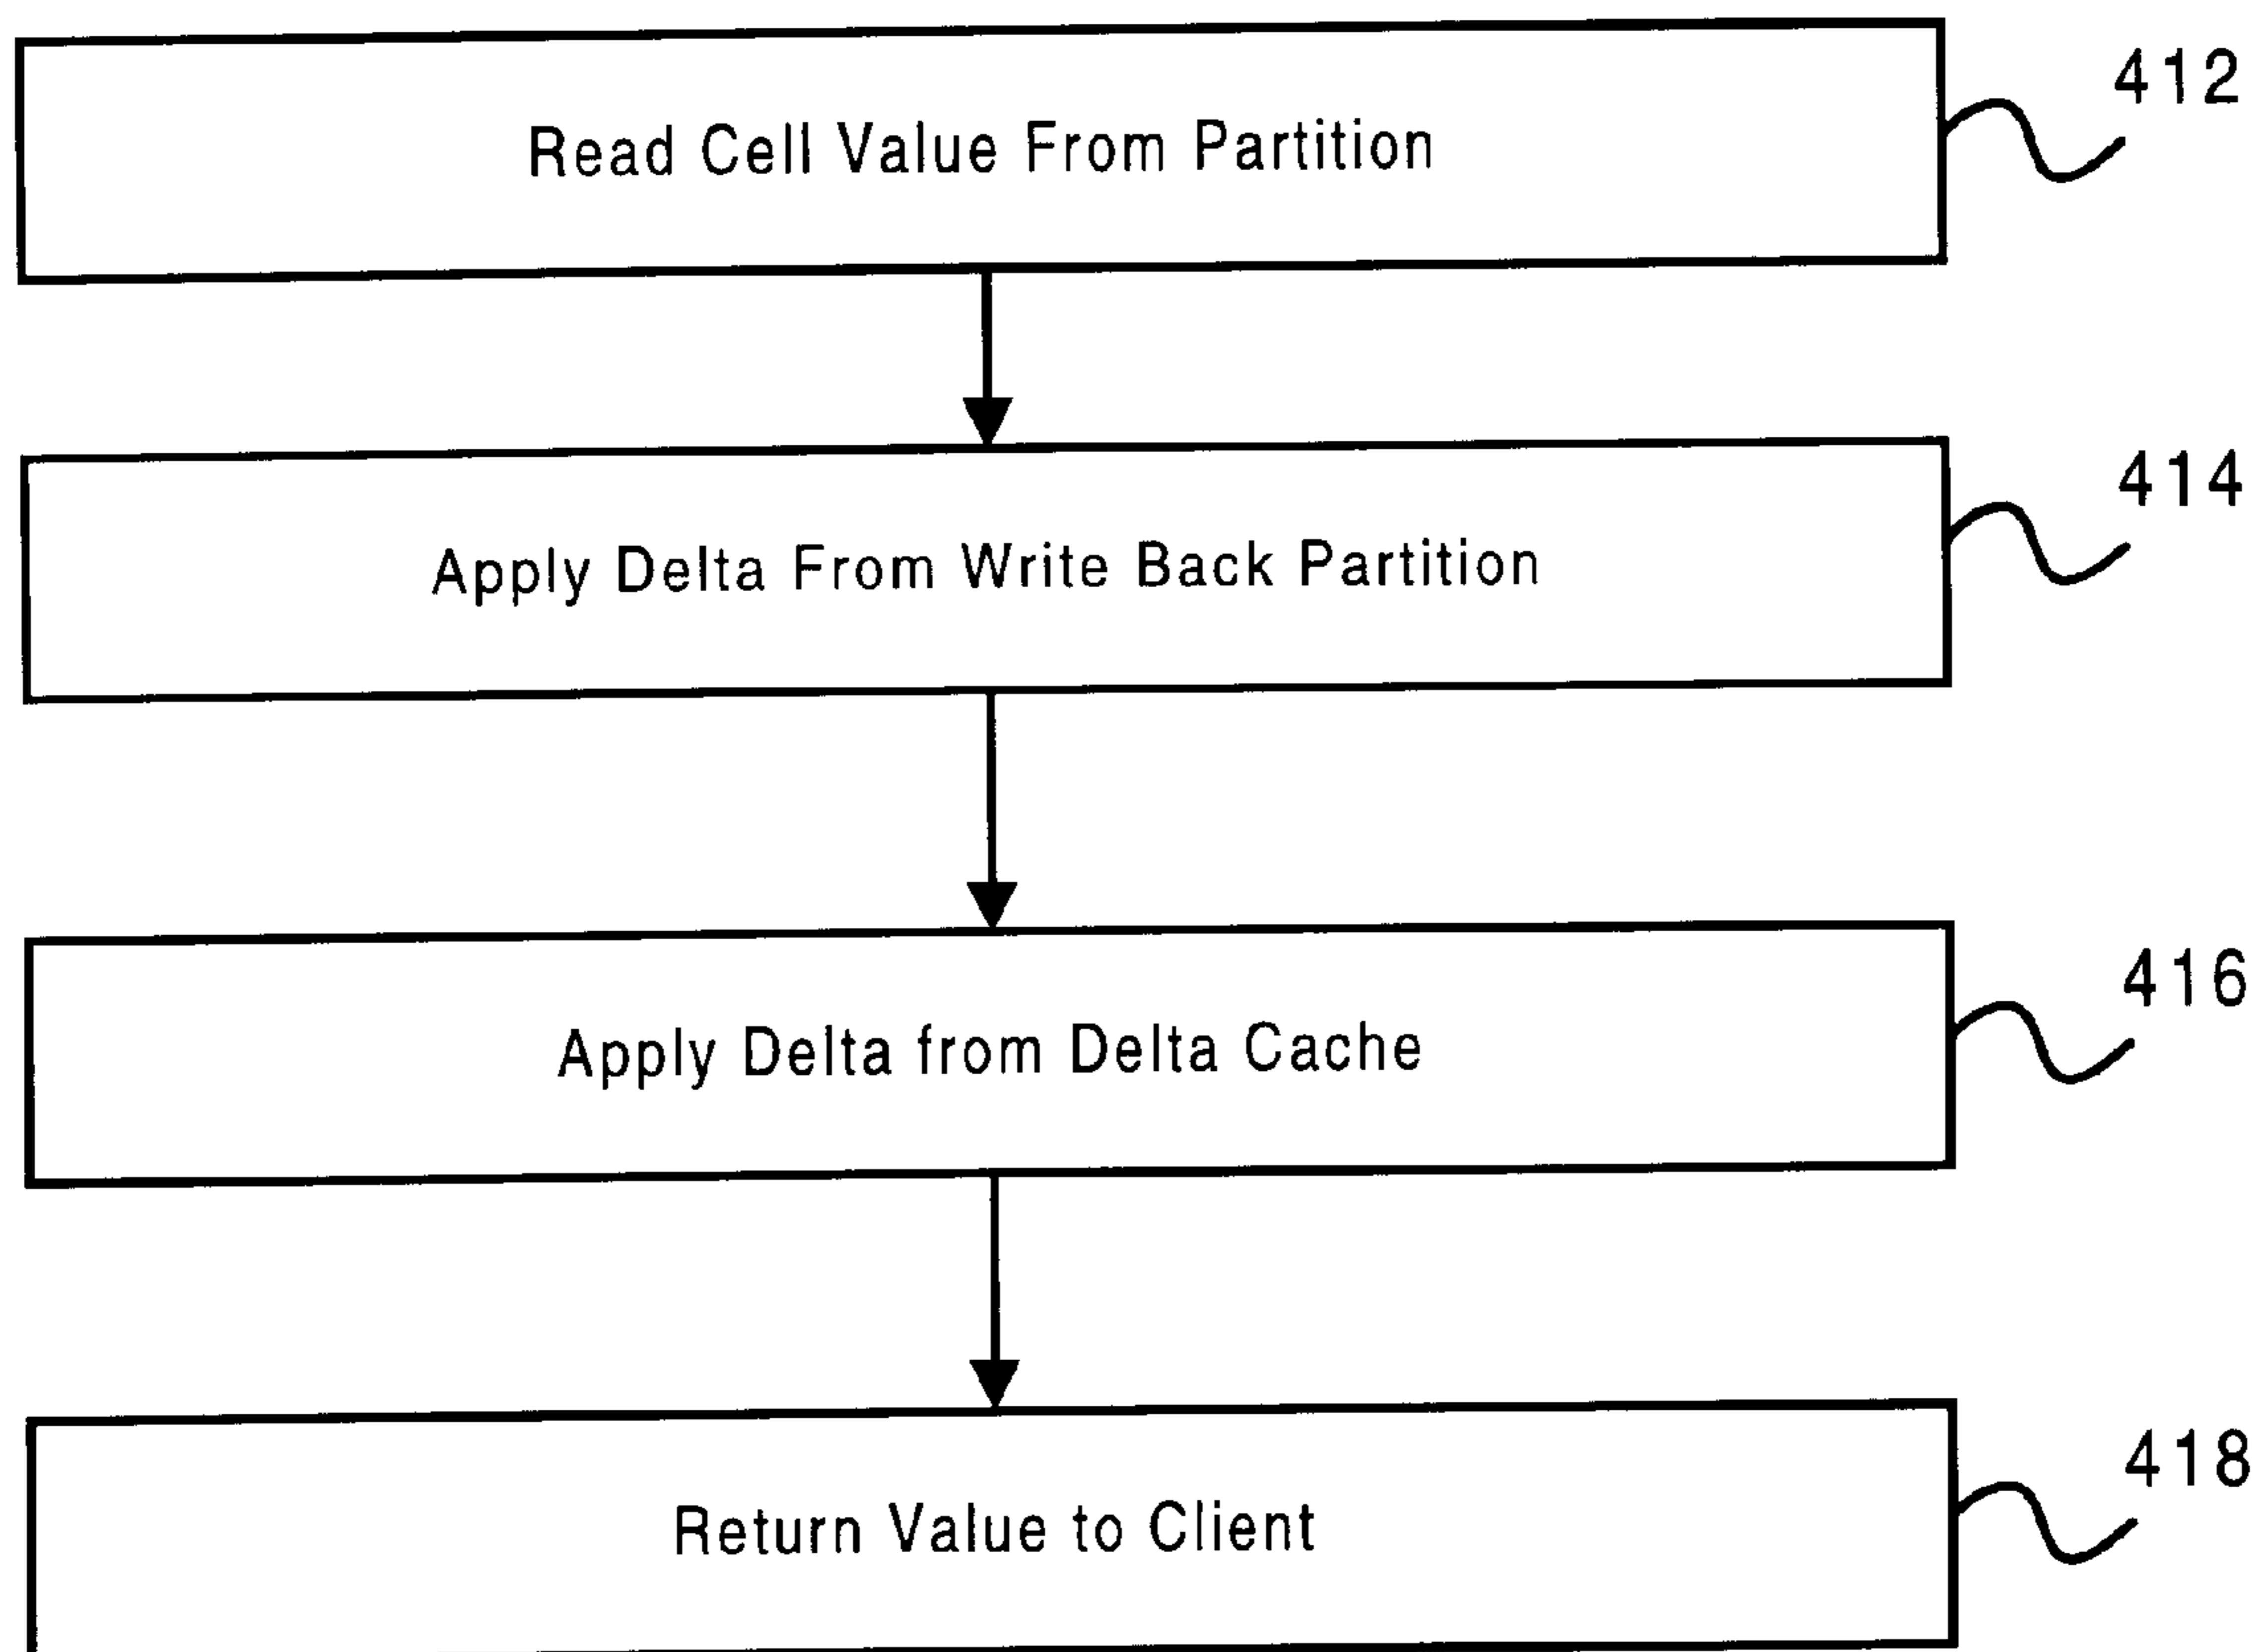 412
Read Cell Value From Partition
414
Apply Delta From Write Back Partition
416
Apply Delta from Delta Cache
418
Return Value to Client